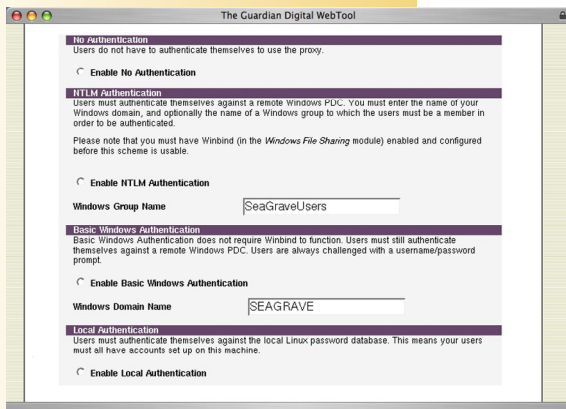 The Guardian Digital WebTool
No Authentication
Users do not have to authenticate themselves to use the proxy.
Enable No Authentication
NTLM Authentication
Users must authenticate themselves against a remote Windows PDC. You must enter the name of your
Windows domain, and optionally the name of a Windows group to which the users must be a member in
order to be authenticated.
Please note that you must have Winbind (in the Windows File Sharing module) enabled and configured
before this scheme is usable.
Enable NTLM Authentication
Windows Group Name SeaGraveUsers
Basic Windows Authentication
Basic Windows Authentication does not require Winbind to function. Users must still authenticate
themselves against a remote Windows PDC. Users are always challenged with a username/password
prompt.
Enable Basic Windows Authentication
Windows Domain Name SEAGRAVE
Local Authentication
Users must authenticate themselves against the local Linux password database. This means your users
must all have accounts set up on this machine.
Enable Local Authentication